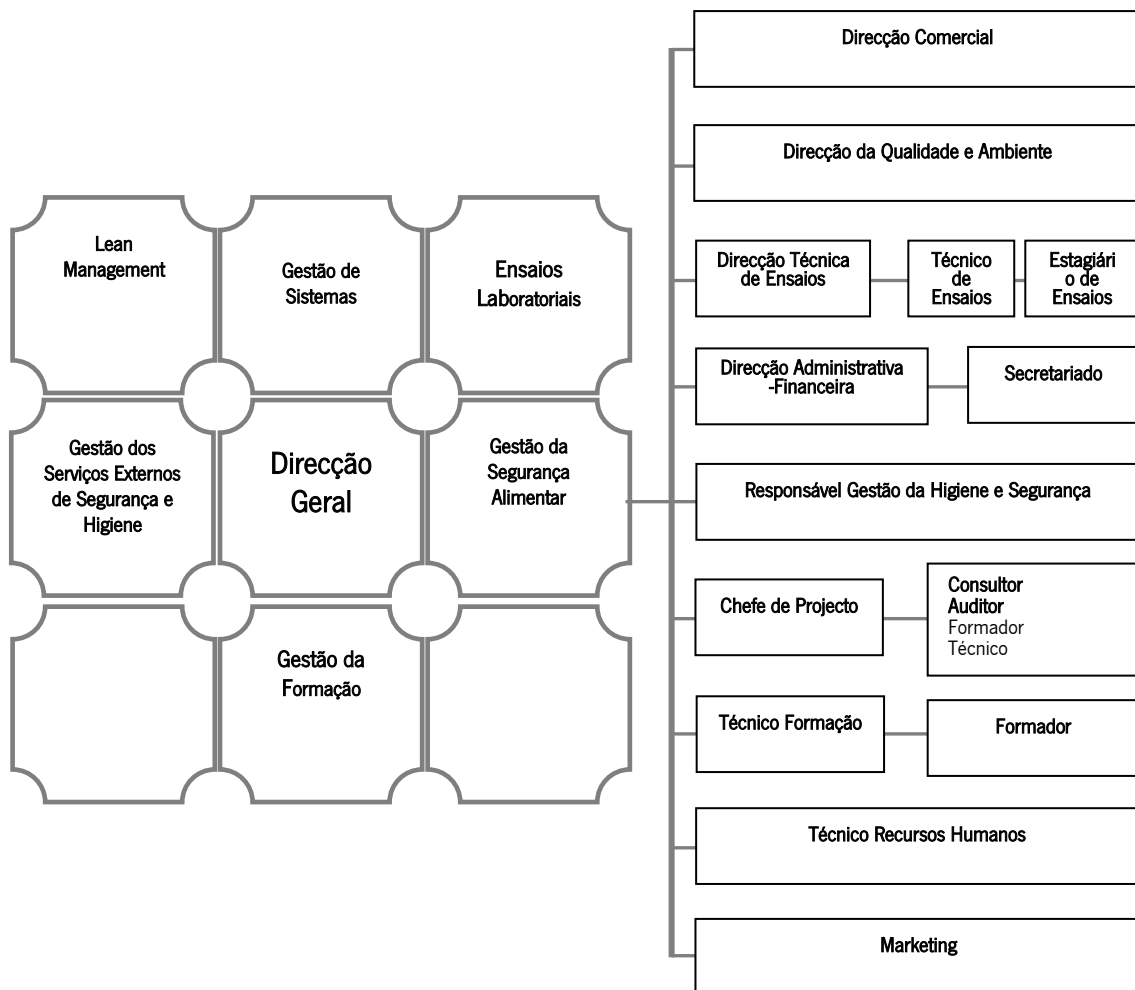 Lean
Management
Gestão de
Sistemas
Ensaios
Laboratoriais
Gestão dos
Serviços Externos
de Segurança e
Higiene
Direcção
Geral
Gestão da
Segurança
Alimentar
Gestão da
Formação
Direcção Comercial
Direcção da Qualidade e Ambiente
Direcção Técnica
de Ensaios
Técnico
de
Ensaios
Estagiári
o de
Ensaios
Direcção Administrativa
-Financeira
Secretariado
Responsável Gestão da Higiene e Segurança
Chefe de Projecto
Consultor
Auditor
Formador
Técnico
Técnico Formação
Formador
Técnico Recursos Humanos
Marketing